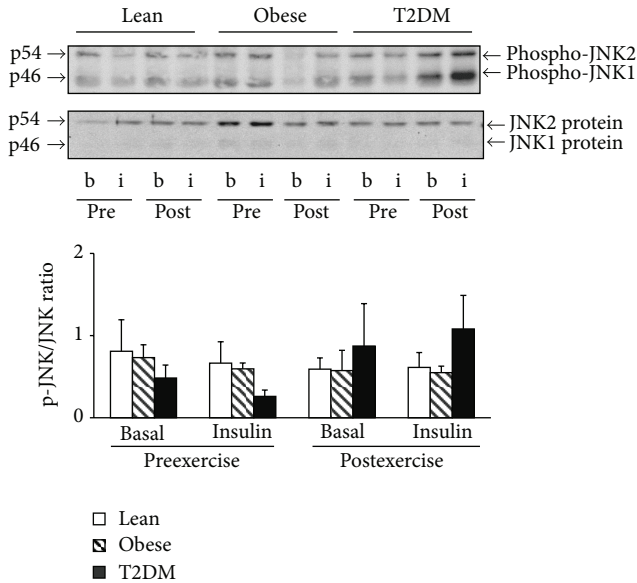 Lean Obese T2DM
p54 → ← Phospho-JNK2
p46 → ← Phospho-JNK1
p54 → ← JNK2 protein
p46 → ← JNK1 protein
b i b i b i b i b i b i
Pre Post Pre Post Pre Post
p-JNK/JNK ratio
2
1
0
Basal Insulin Basal Insulin
Preexercise Postexercise
Lean
Obese
T2DM